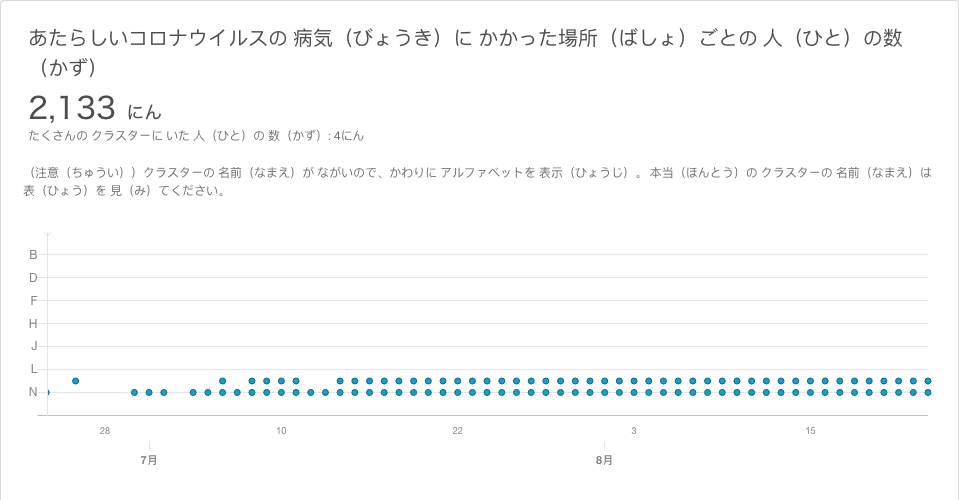 あたらしいコロナウイルスの 病気（びょうき）に かかった場所（ばしょ）ごとの 人（ひと）の数
（かず）
2,133 にん
たくさんの クラスターに いた 人（ひと）の 数（かず）: 4にん
（注意（ちゅうい））クラスターの 名前（なまえ）が ながいので、かわりに アルファベットを 表示（ひょうじ）。 本当（ほんとう）の クラスターの 名前（なまえ）は
表（ひょう）を 見（み）てください。
B
D
F
H
J
L
N
28 10 22 3 15
7月 8月